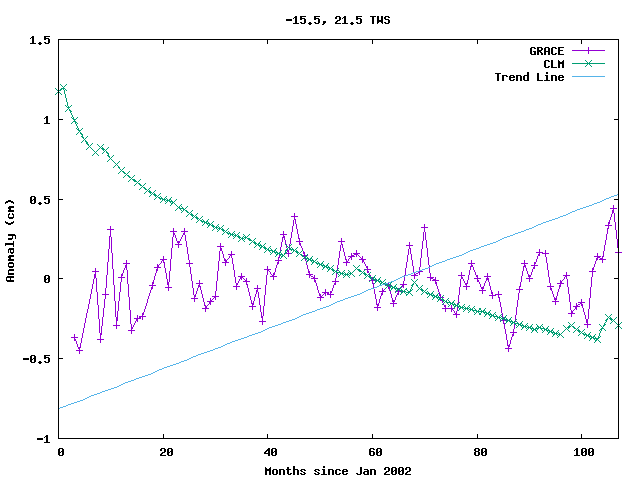 -15.5, 21.5 TWS
GRACE
CLM
Trend Line
1.5
1
0.5
0
-0.5
-1
Anomaly (cm)
0 20 40 60 80 100
Months since Jan 2002